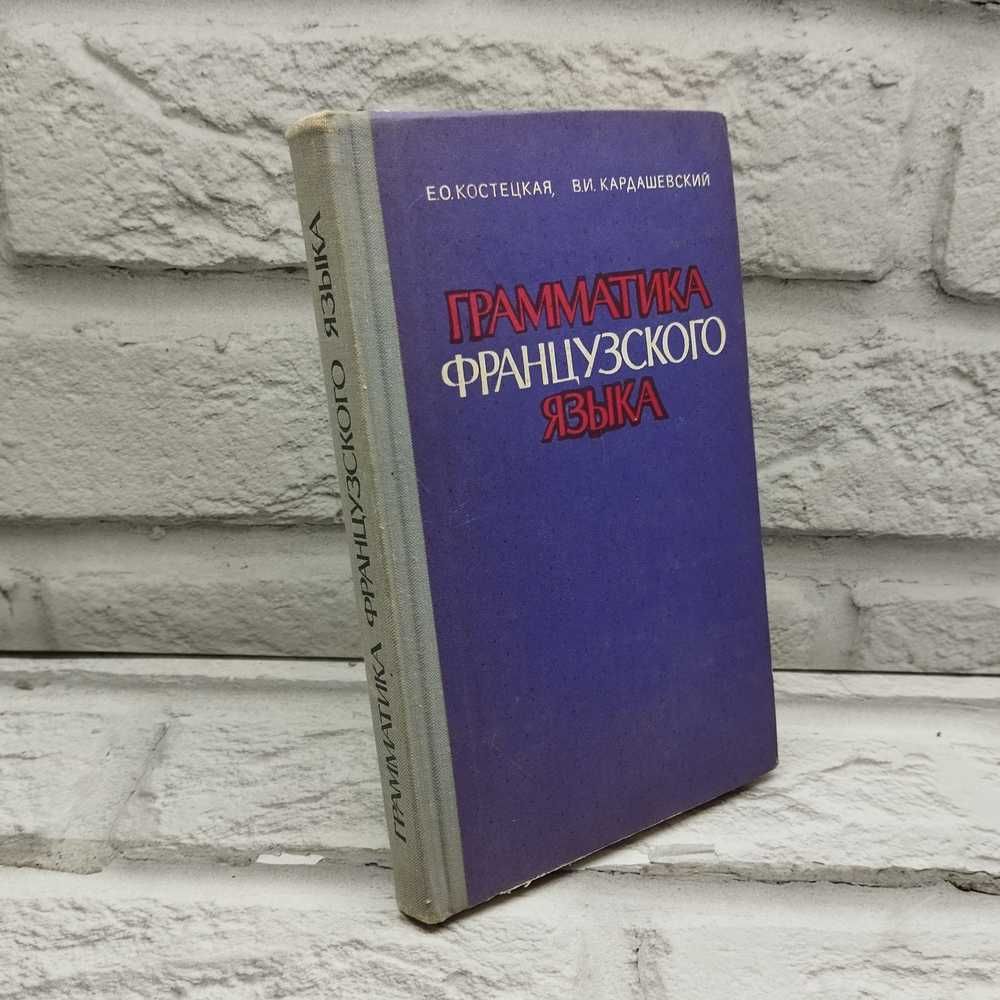 Е.О.КОСТЕЦКАЯ, В.И.КАРДАШЕВСКИЙ
ГРАММАТИКА
ФРАНЦУЗСКОГО
ЯЗЫКА
ГРАММАТИКА ФРАНЦУЗСКОГО ЯЗЫКА